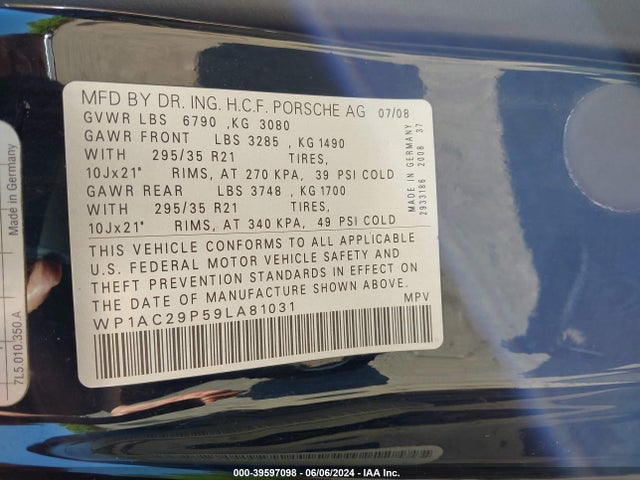 MFD BY DR. ING. H.C.F. PORSCHE AG 07/08
GVWR LBS 6790 ,KG 3080
GAWR FRONT LBS 3285 , KG 1490
WITH 295/35 R21 TIRES,
10Jx21" RIMS, AT 270 KPA, 39 PSI COLD
GAWR REAR LBS 3748 , KG 1700
WITH 295/35 R21 TIRES,
10Jx21" RIMS, AT 340 KPA, 49 PSI COLD
THIS VEHICLE CONFORMS TO ALL APPLICABLE
U.S. FEDERAL MOTOR VEHICLE SAFETY AND
THEFT PREVENTION STANDARDS IN EFFECT ON
THE DATE OF MANUFACTURE SHOWN ABOVE.
WP1AC29P59LA81031 MPV
MADE IN GERMANY
2933186 2008 37
Made in Germany
7L5.010.350.A
000-39597098 - 06/06/2024 - IAA Inc.